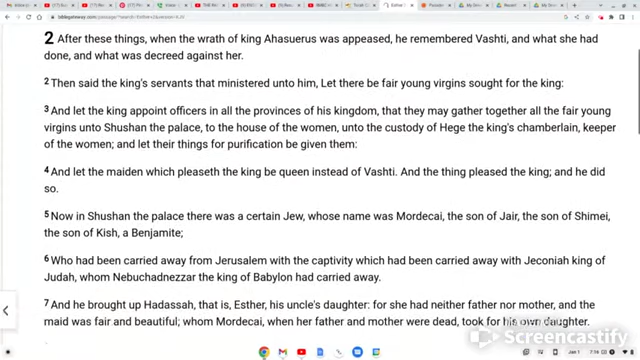 biblegateway.com/passage/?search=Esther
2 After these things, when the wrath of king Ahasuerus was appeased, he remembered Vashti, and what she had
done, and what was decreed against her.
2 Then said the king's servants that ministered unto him, Let there be fair young virgins sought for the king:
3 And let the king appoint officers in all the provinces of his kingdom, that they may gather together all the fair young
virgins unto Shushan the palace, to the house of the women, unto the custody of Hege the king's chamberlain, keeper
of the women; and let their things for purification be given them:
4 And let the maiden which pleaseth the king be queen instead of Vashti. And the thing pleased the king; and he did
so.
5 Now in Shushan the palace there was a certain Jew, whose name was Mordecai, the son of Jair, the son of Shimei,
the son of Kish, a Benjamite;
6 Who had been carried away from Jerusalem with the captivity which had been carried away with Jeconiah king of
Judah, whom Nebuchadnezzar the king of Babylon had carried away.
7 And he brought up Hadassah, that is, Esther, his uncle's daughter: for she had neither father nor mother, and the
maid was fair and beautiful; whom Mordecai, when her father and mother were dead, took for his own daughter.
RECORDED WITH
SCREENCASTIFY
Jan 1
7:16